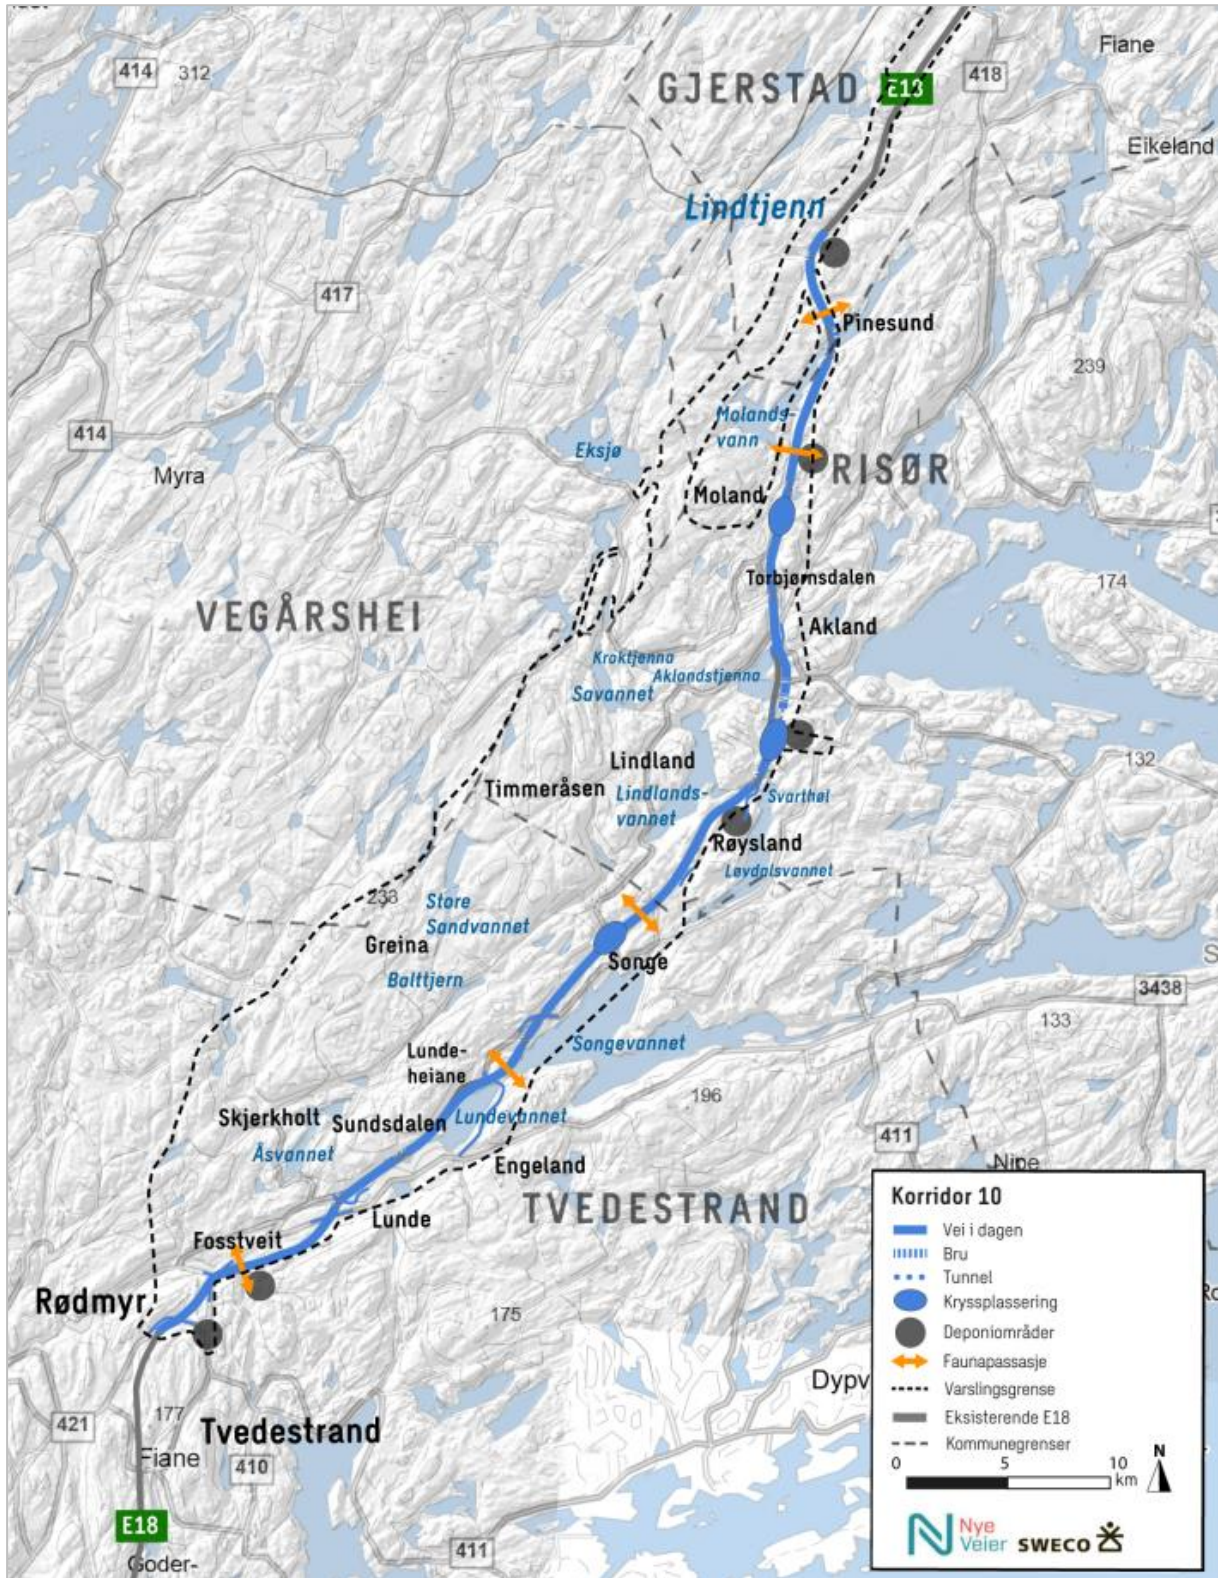 Fiane
414
312
GJERSTAD
E18
418
Eikeland
Lindtjenn
417
Pinesund
239
Molands-
vann
414
Eksjø
Myra
RISØR
Moland
Torbjørnsdalen
174
VEGÅRSHEI
Akland
Kroktjenna
Aklandstjenna
Savannet
Lindland
132
Timmeråsen
Lindlands-
vannet
Svarthøl
Røysland
Løvdalsvannet
233
Store
Sandvannet
Greina
Songe
Balttjern
3438
133
Songevannet
Lunde-
heiane
196
Skjerkholt
Sundsdalen
Lundevannet
411
Åsvannet
Engeland
Nipe
TVEDESTRAND
Lunde
Fosstveit
Rødmyr
175
Dypv
421
177
Tvedestrand
Fiane
410
E18
Goder-
411
Korridor 10
Vei i dagen
Bru
Tunnel
Kryssplassering
Deponiområder
Faunapassasje
Varslingsgrense
Eksisterende E18
Kommunegrenser
0 5 10
km
N
Nye
Veier
SWECO